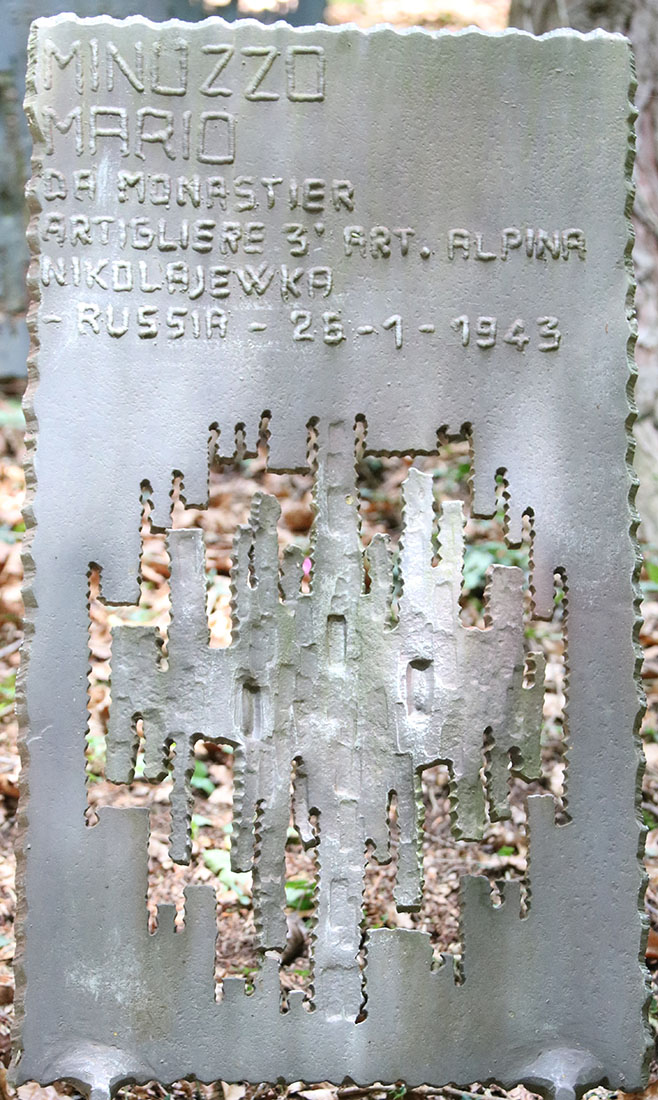 MINOZZO
MARIO
DA MONASTIER
ARTIGLIERE 3° ART. ALPINA
NIKOLAJEWKA
- RUSSIA - 26-1-1943